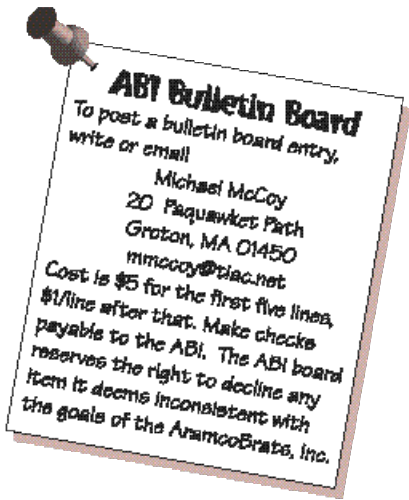 ABI Bulletin Board
To post a bulletin board entry,
write or email
Michael McCoy
20 Paquawket Path
Groton, MA 01450
mmccoy@tiac.net
Cost is $5 for the first five lines,
$1/line after that. Make checks
payable to the ABI. The ABI board
reserves the right to decline any
item it deems inconsistent with
the goals of the AramcoBrats, Inc.